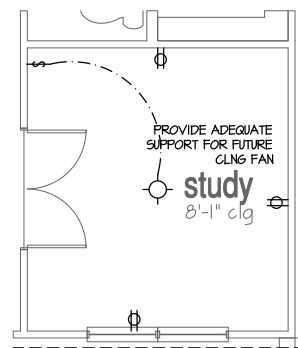 $
PROVIDE ADEQUATE
SUPPORT FOR FUTURE
CLNG FAN
study
8'-1" clg